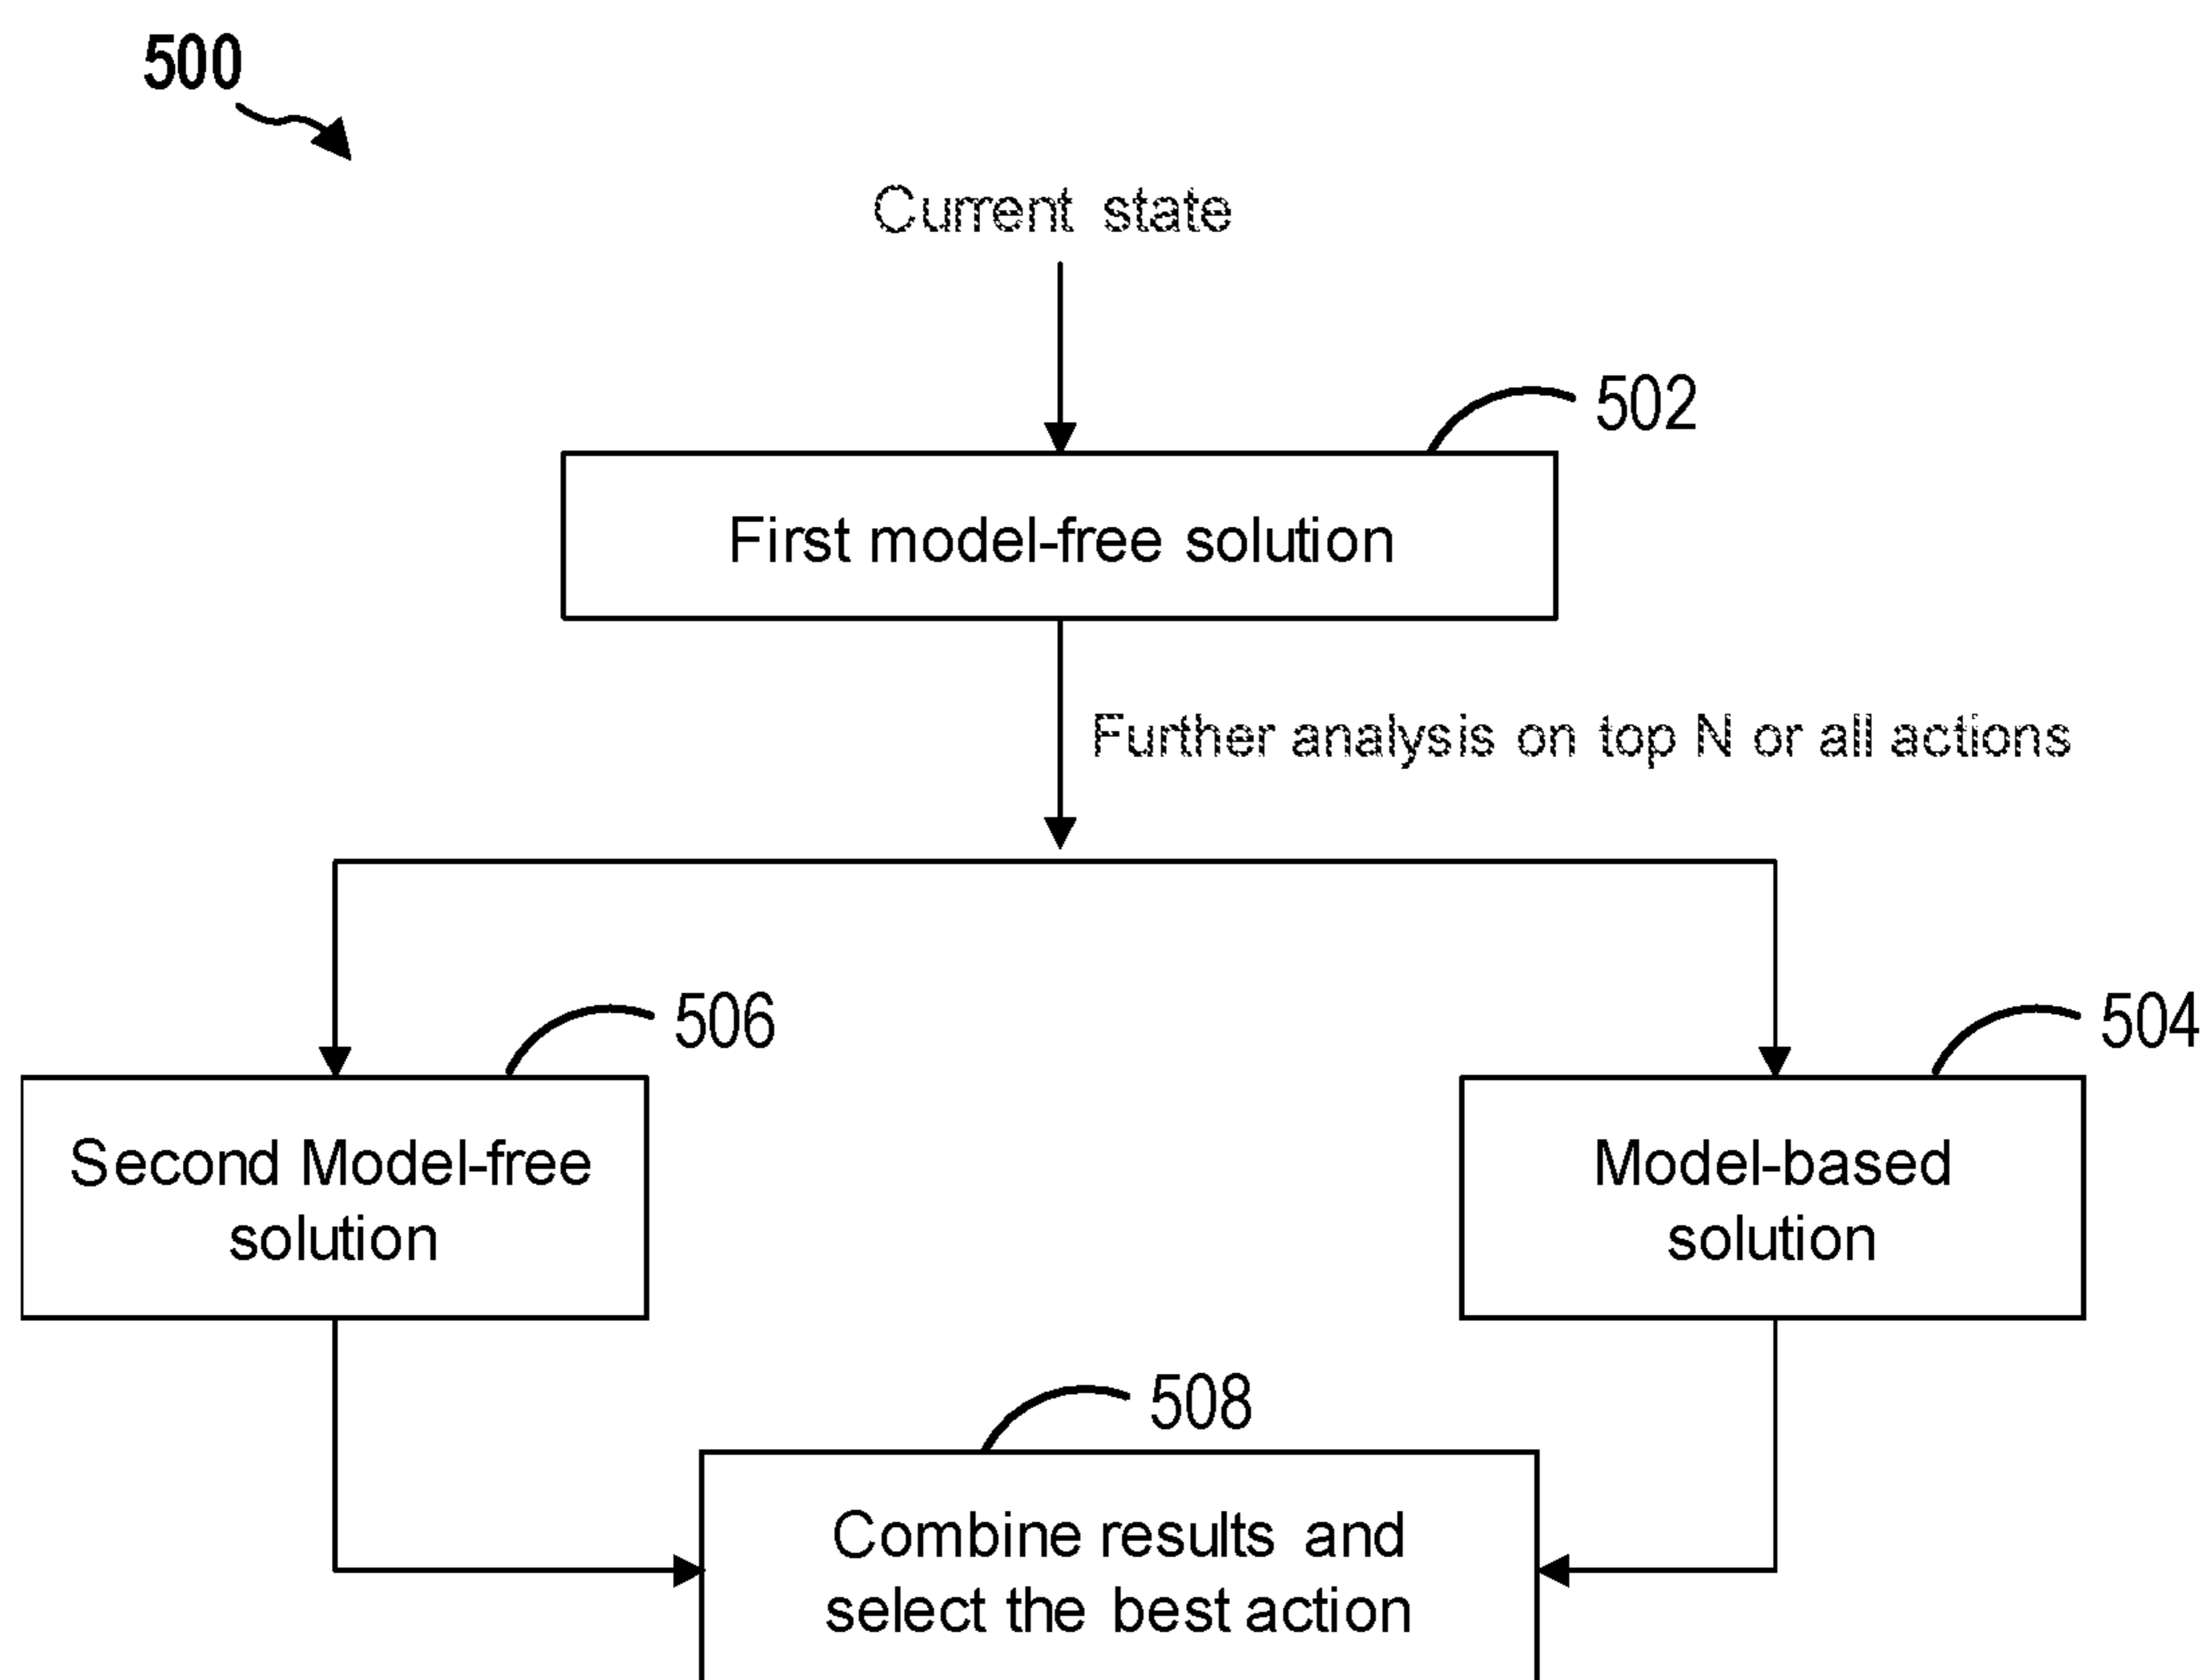 500
Current state
502
First model-free solution
Further analysis on top N or all actions
506
504
Second Model-free
solution
Model-based
solution
508
Combine results and
select the best action